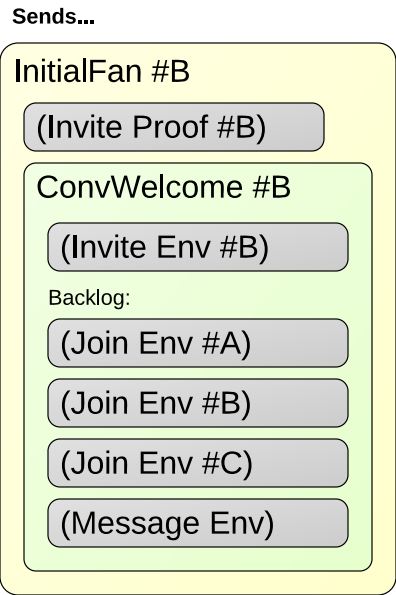 Sends...
InitialFan #B
(Invite Proof #B)
ConvWelcome #B
(Invite Env #B)
Backlog:
(Join Env #A)
(Join Env #B)
(Join Env #C)
(Message Env)